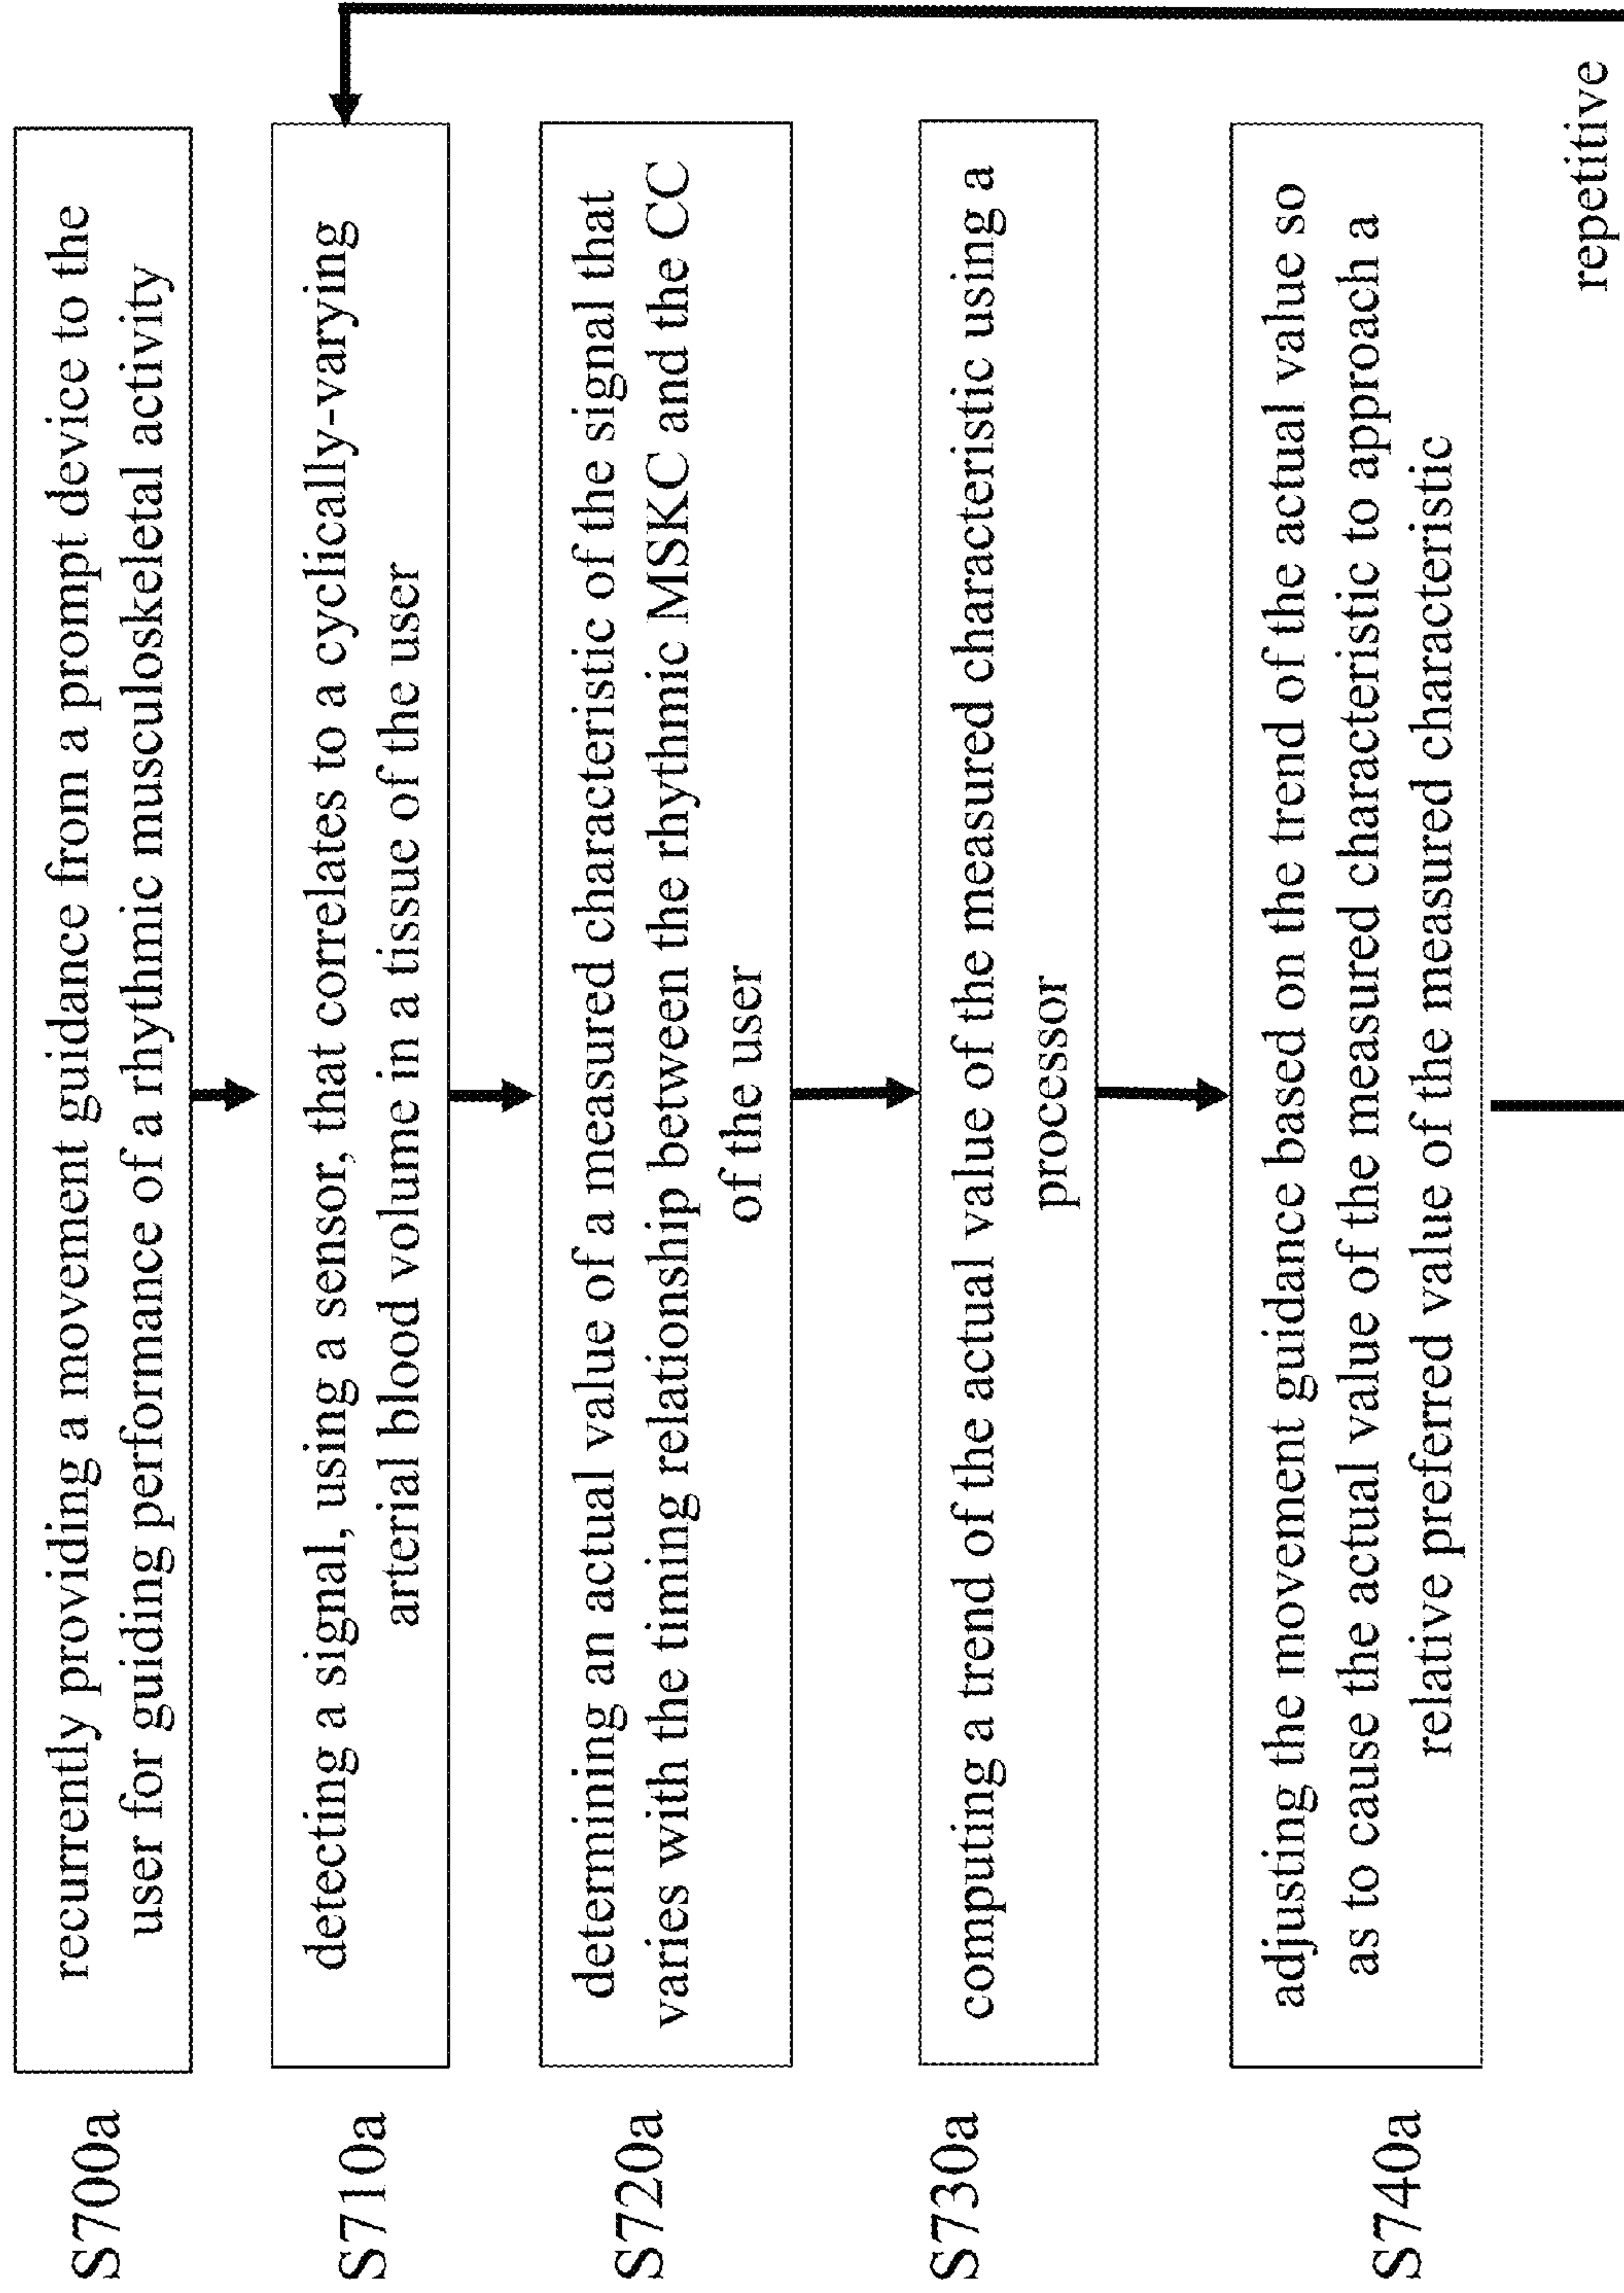 S700a
recurrently providing a movement guidance from a prompt device to the
user for guiding performance of a rhythmic musculoskeletal activity
S710a
detecting a signal, using a sensor, that correlates to a cyclically-varying
arterial blood volume in a tissue of the user
S720a
determining an actual value of a measured characteristic of the signal that
varies with the timing relationship between the rhythmic MSKC and the CC
of the user
S730a
computing a trend of the actual value of the measured characteristic using a
processor
S740a
adjusting the movement guidance based on the trend of the actual value so
as to cause the actual value of the measured characteristic to approach a
relative preferred value of the measured characteristic
repetitive